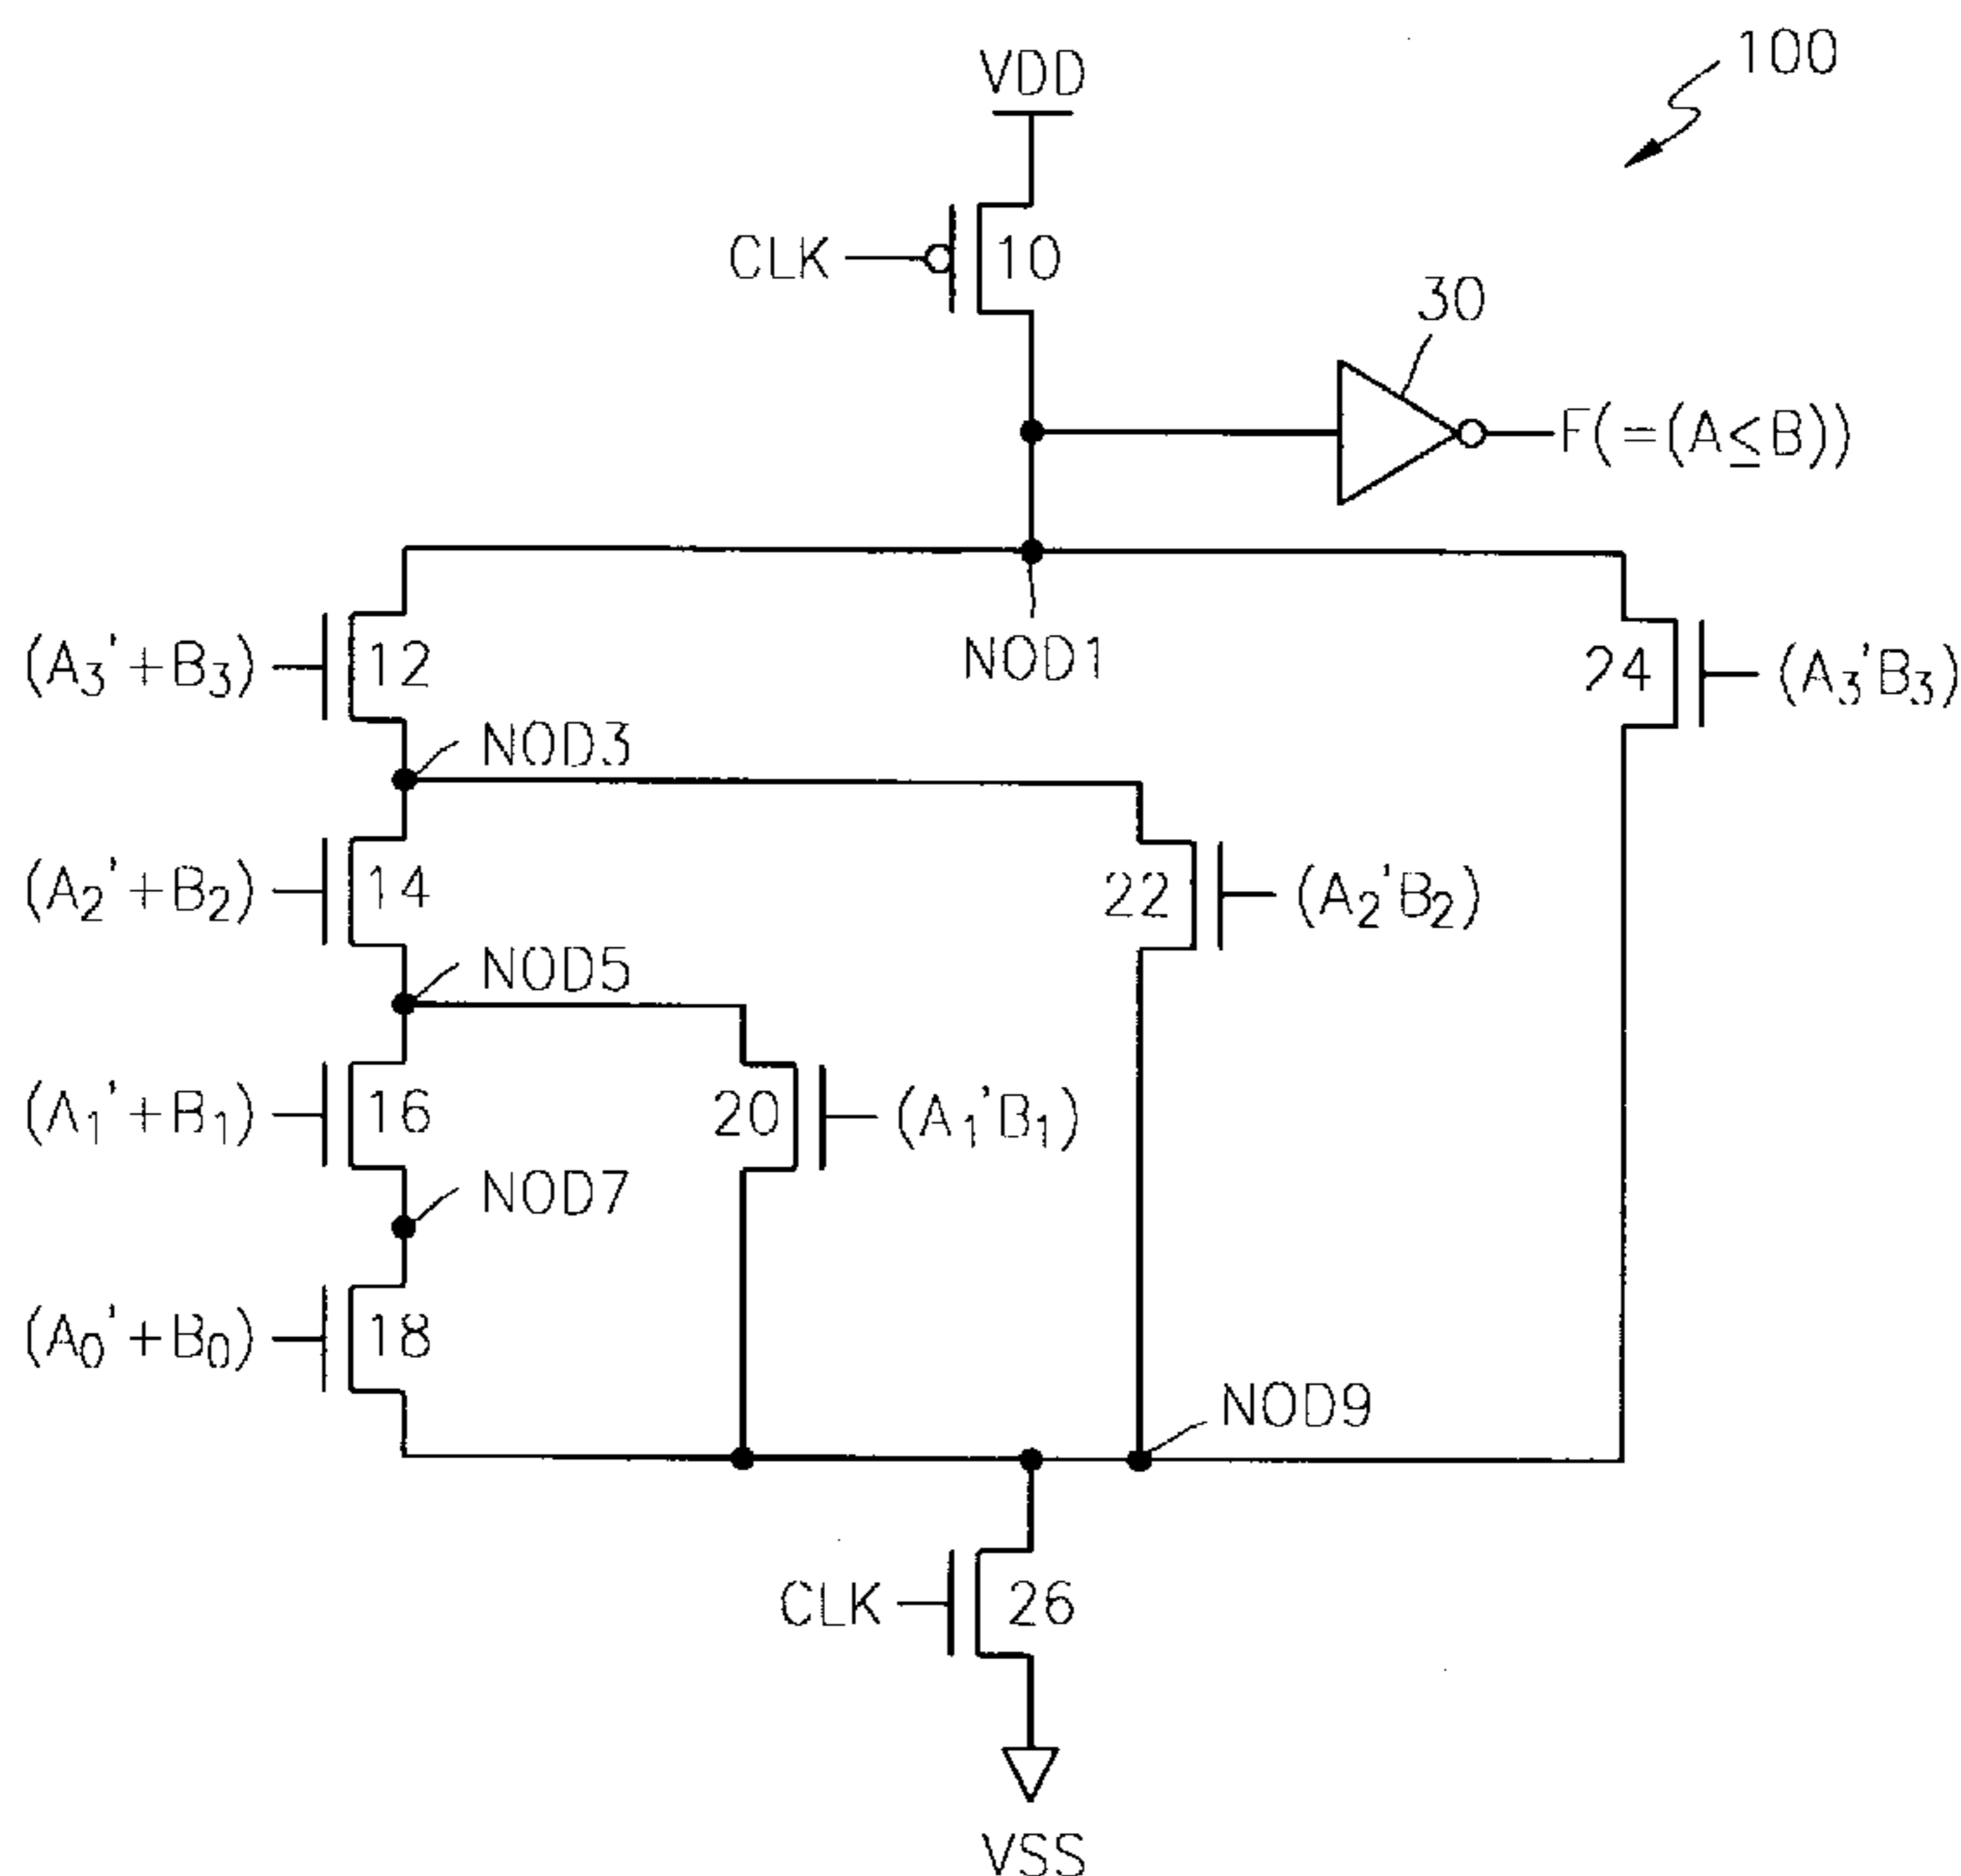 100
VDD
CLK
10
30
F(=(A≤B))
(A₃'+B₃)
12
NOD1
24
(A₃'B₃)
NOD3
(A₂'+B₂)
14
22
(A₂'B₂)
NOD5
(A₁'+B₁)
16
20
(A₁'B₁)
NOD7
(A₀'+B₀)
18
NOD9
CLK
26
VSS